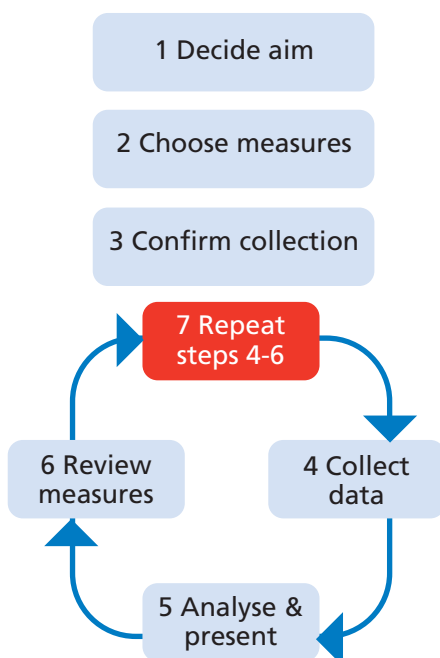 1 Decide aim
2 Choose measures
3 Confirm collection
7 Repeat
steps 4-6
4 Collect
data
5 Analyse &
present
6 Review
measures